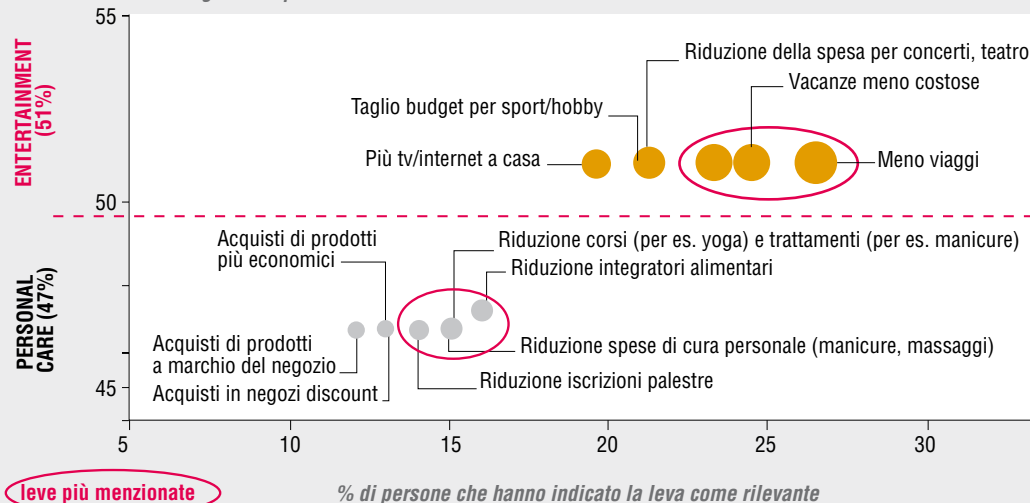 55
ENTERTAINMENT
(51%)
Riduzione della spesa per concerti, teatro
Vacanze meno costose
Taglio budget per sport/hobby
Più tv/internet a casa
Meno viaggi
50
Acquisti di prodotti
più economici
Riduzione corsi (per es. yoga) e trattamenti (per es. manicure)
Riduzione integratori alimentari
PERSONAL
CARE (47%)
Acquisti di prodotti
a marchio del negozio
Riduzione spese di cura personale (manicure, massaggi)
Acquisti in negozi discount
Riduzione iscrizioni palestre
45
5
10
15
20
25
30
leve più menzionate
% di persone che hanno indicato la leva come rilevante